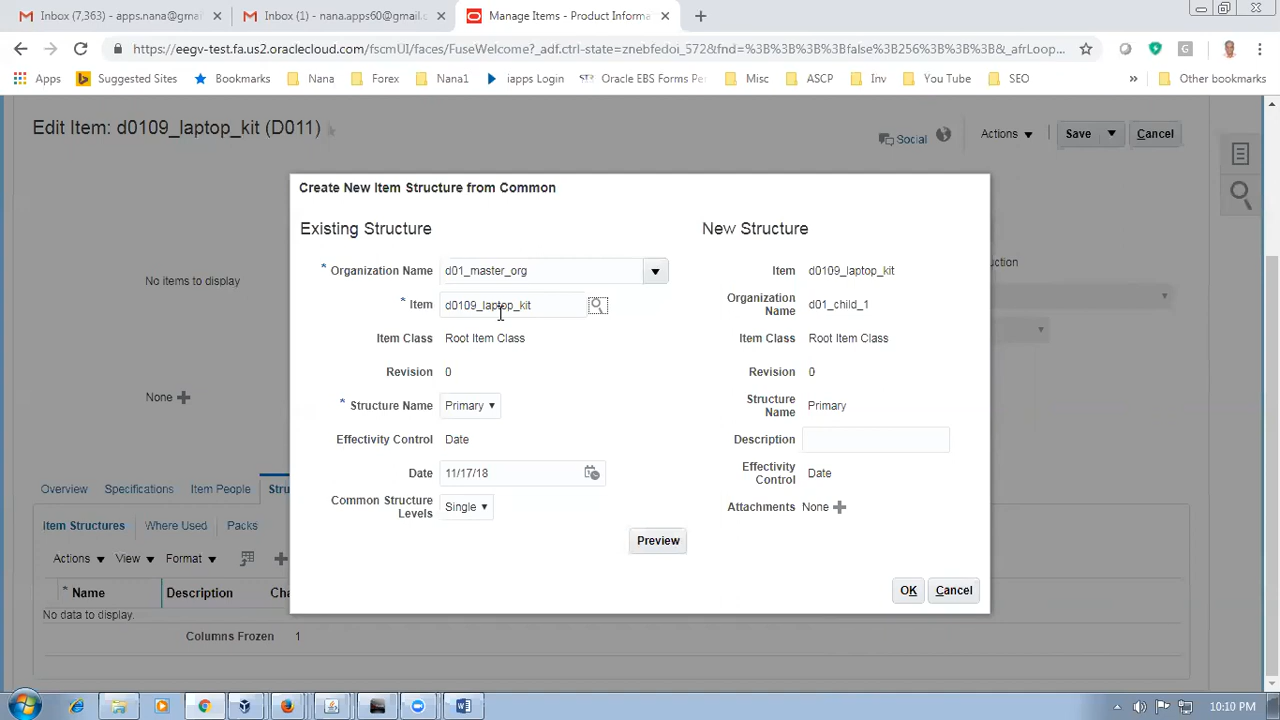 Inbox (7,363) - apps.nana@gma
Inbox (1) - nana.apps60@gmail.c
Manage Items - Product Informa
https://eegv-test.fa.us2.oraclecloud.com/fscmUI/faces/FuseWelcome?_adf.ctrl-state=znebfedoi_572&fnd=%3B%3B%3B%3Bfalse%3B256%3B%3B%3B&_afrLoop...
Apps
Suggested Sites
Bookmarks
Nana
Forex
Nana1
iapps Login
Oracle EBS Forms Pe
Misc
ASCP
Inv
You Tube
SEO
»
Other bookmarks
Edit Item: d0109_laptop_kit (D011)
Social
Actions
Save
Cancel
Create New Item Structure from Common
Existing Structure
New Structure
* Organization Name d01_master_org
Item d0109_laptop_kit
* Item d0109_laptop_kit
Organization Name d01_child_1
Item Class Root Item Class
Item Class Root Item Class
Revision 0
Revision 0
* Structure Name Primary
Structure Name Primary
Effectivity Control Date
Description
Date 11/17/18
Effectivity Control Date
Common Structure Levels Single
Attachments None
Preview
OK
Cancel
No items to display
None
Overview
Specifications
Item People
Stru
Item Structures
Where Used
Packs
Actions
View
Format
* Name
Description
Cha
No data to display.
Columns Frozen 1
10:10 PM